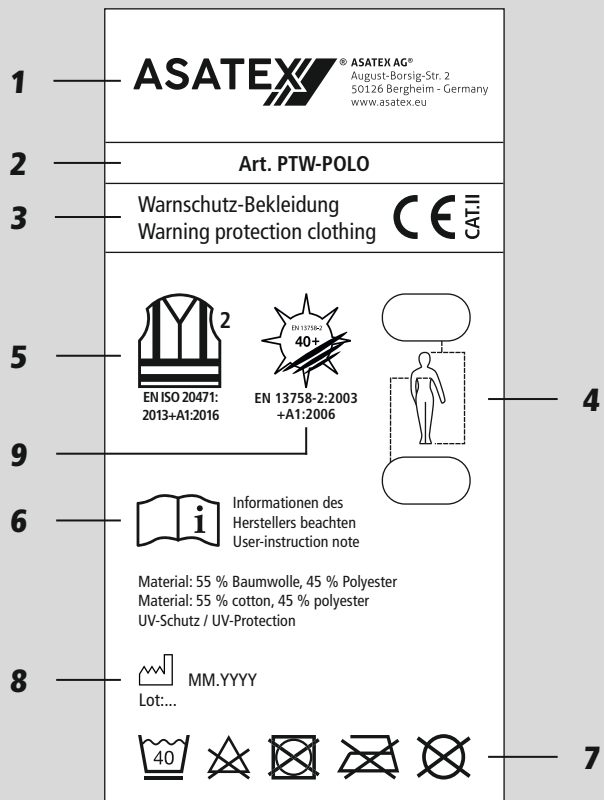 1
ASATEX ®
ASATEX AG®
August-Borsig-Str. 2
50126 Bergheim - Germany
www.asatex.eu
2
Art. PTW-POLO
3
Warnschutz-Bekleidung
Warning protection clothing
CE CAT.II
5
2
EN ISO 20471:
2013+A1:2016
EN 13758-2
40+
EN 13758-2:2003
+A1:2006
4
9
6
i
Informationen des
Herstellers beachten
User-instruction note
Material: 55 % Baumwolle, 45 % Polyester
Material: 55 % cotton, 45 % polyester
UV-Schutz / UV-Protection
8
MM.YYYY
Lot:...
40
7